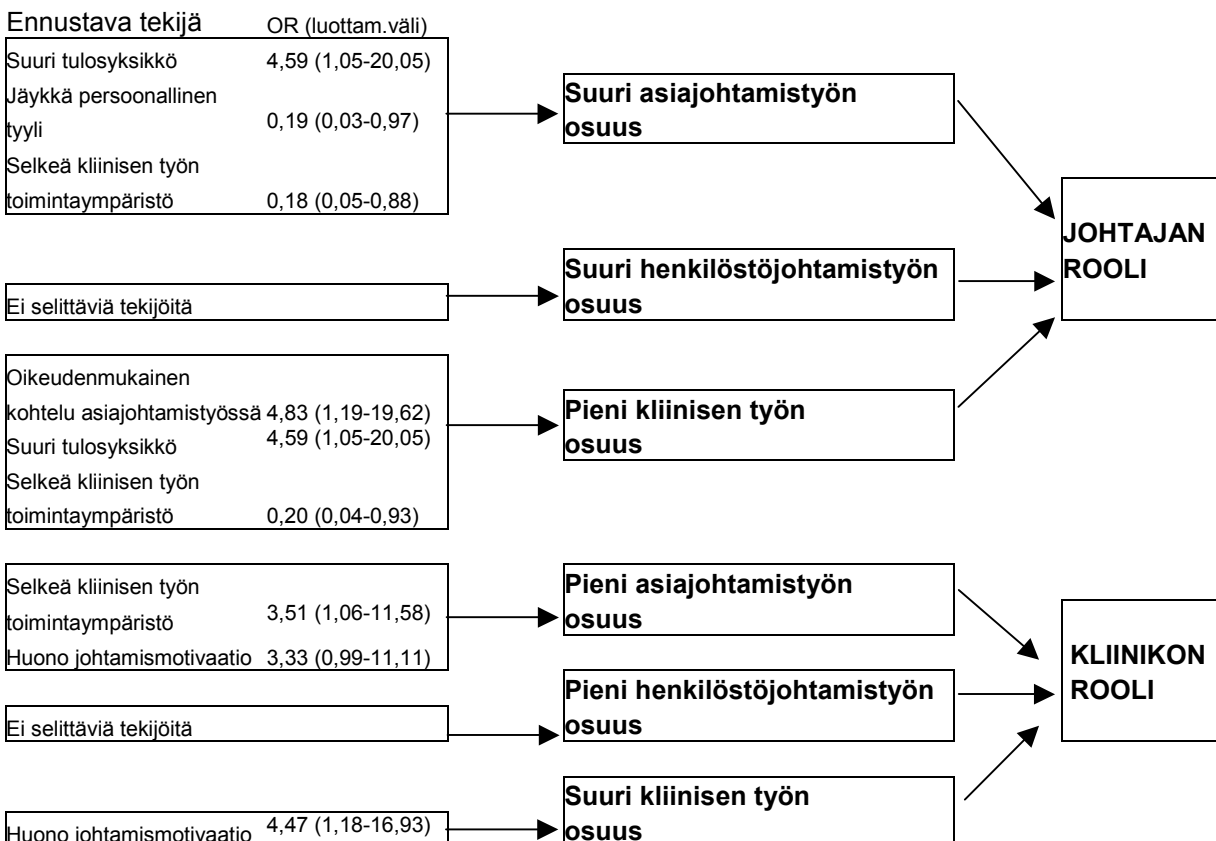 Ennustava tekijä OR (luottam.väli)
Suuri tulosyksikkö 4,59 (1,05-20,05)
Jäykkä persoonallinen
tyyli 0,19 (0,03-0,97)
Selkeä kliinisen työn
toimintaympäristö 0,18 (0,05-0,88)
Suuri asiajohtamistyön
osuus
Ei selittäviä tekijöitä
Suuri henkilöstöjohtamistyön
osuus
JOHTAJAN
ROOLI
Oikeudenmukainen
kohtelu asiajohtamistyössä 4,83 (1,19-19,62)
Suuri tulosyksikkö 4,59 (1,05-20,05)
Selkeä kliinisen työn
toimintaympäristö 0,20 (0,04-0,93)
Pieni kliinisen työn
osuus
Selkeä kliinisen työn
toimintaympäristö 3,51 (1,06-11,58)
Huono johtamismotivaatio 3,33 (0,99-11,11)
Pieni asiajohtamistyön
osuus
Ei selittäviä tekijöitä
Pieni henkilöstöjohtamistyön
osuus
KLIINIKON
ROOLI
Huono johtamismotivaatio 4,47 (1,18-16,93)
Suuri kliinisen työn
osuus